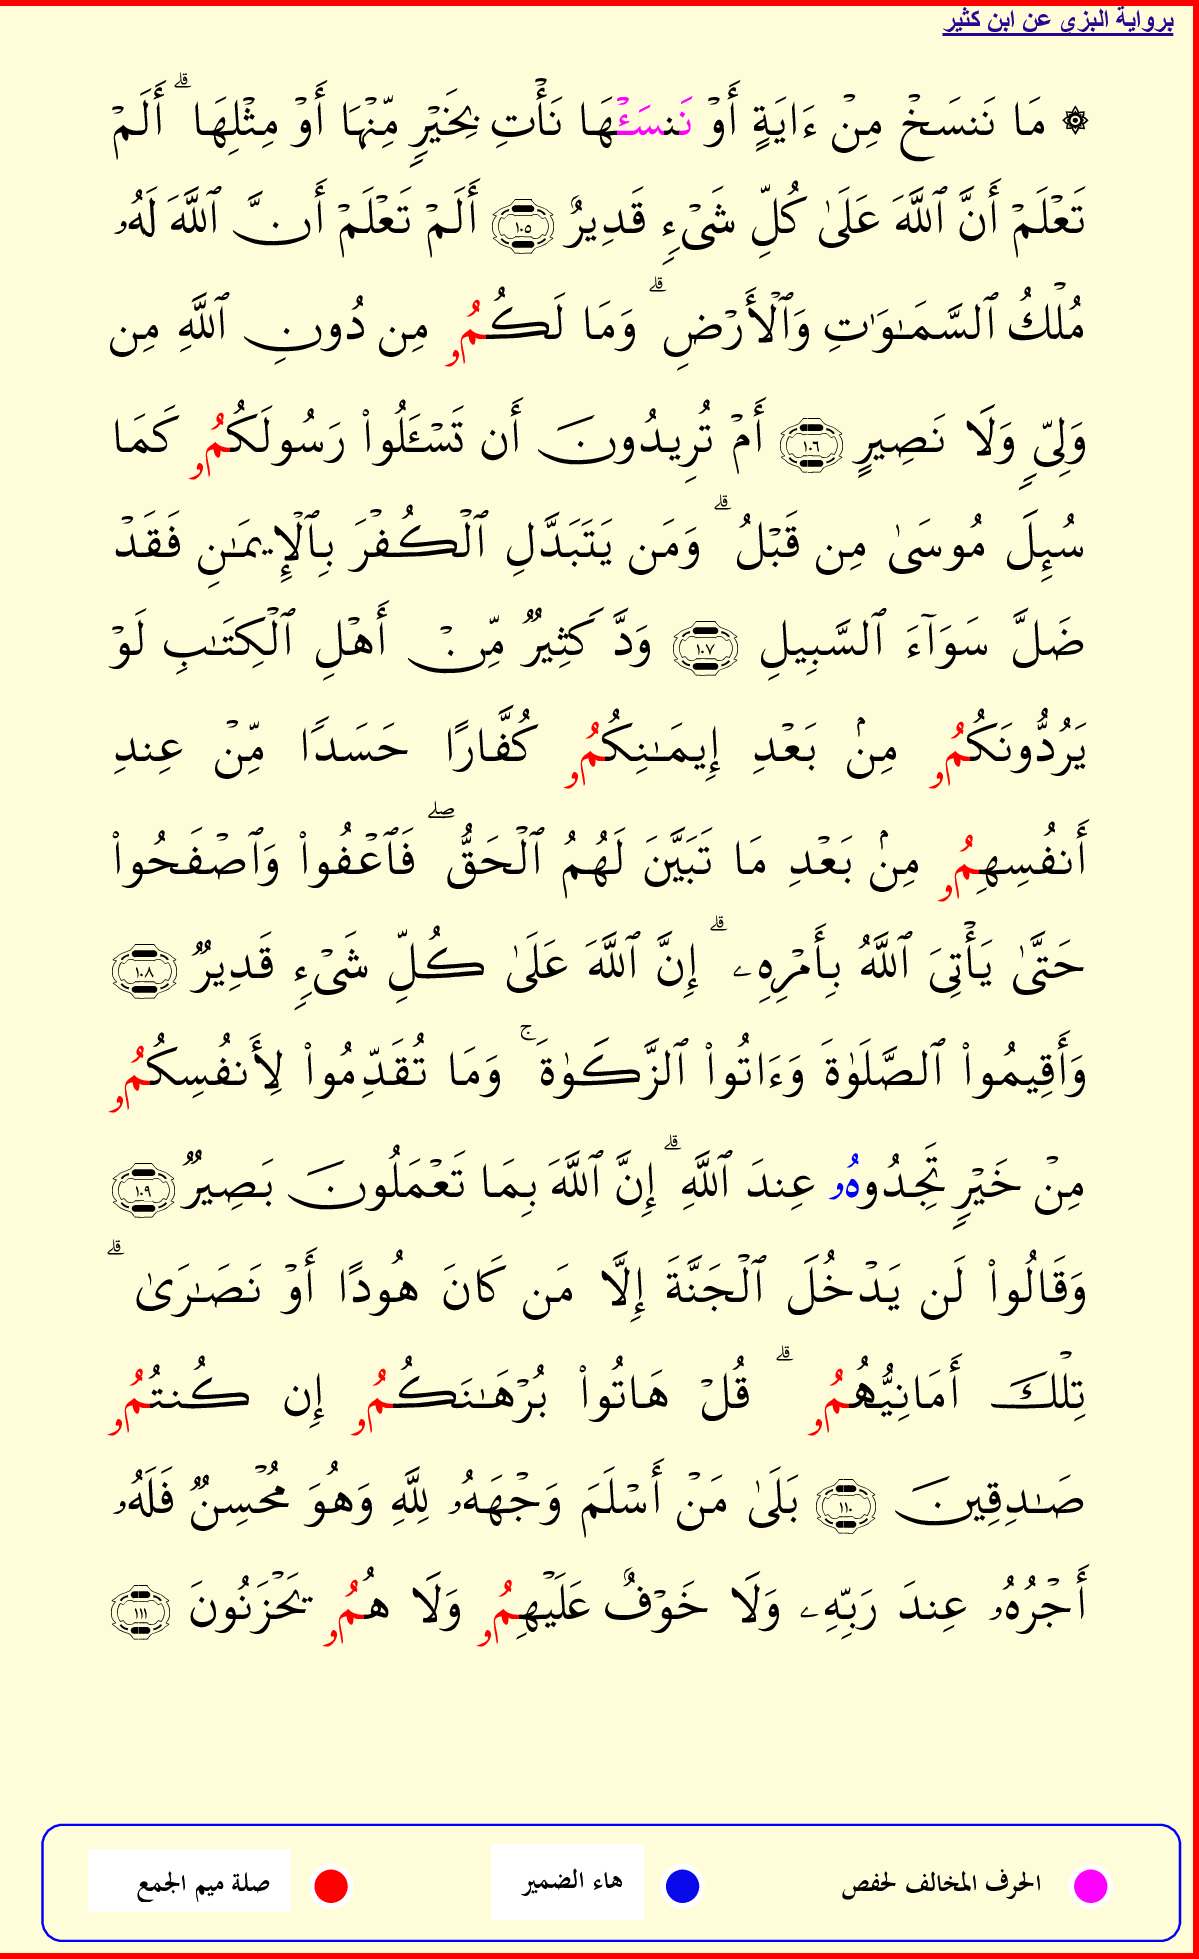 برواية البزي عن ابن كثير
۞ مَا نَنسَخْ مِنْ ءَايَةٍ أَوْ نَنسَئْهَا نَأْتِ بِخَيْرٍ مِّنْهَا أَوْ مِثْلِهَا ۗ أَلَمْ
تَعْلَمْ أَنَّ ٱللَّهَ عَلَىٰ كُلِّ شَىْءٍ قَدِيرٌ ١٠٥ أَلَمْ تَعْلَمْ أَنَّ ٱللَّهَ لَهُۥ
مُلْكُ ٱلسَّمَـٰوَٰتِ وَٱلْأَرْضِ ۗ وَمَا لَكُمُۥ مِن دُونِ ٱللَّهِ مِن
وَلِىٍّ وَلَا نَصِيرٍ ١٠٦ أَمْ تُرِيدُونَ أَن تَسْـَٔلُوا۟ رَسُولَكُمُۥ كَمَا
سُئِلَ مُوسَىٰ مِن قَبْلُ ۗ وَمَن يَتَبَدَّلِ ٱلْكُفْرَ بِٱلْإِيمَـٰنِ فَقَدْ
ضَلَّ سَوَآءَ ٱلسَّبِيلِ ١٠٧ وَدَّ كَثِيرٌ مِّنْ أَهْلِ ٱلْكِتَـٰبِ لَوْ
يَرُدُّونَكُمُۥ مِنۢ بَعْدِ إِيمَـٰنِكُمُۥ كُفَّارًا حَسَدًا مِّنْ عِندِ
أَنفُسِهِمُۥ مِنۢ بَعْدِ مَا تَبَيَّنَ لَهُمُ ٱلْحَقُّ ۖ فَٱعْفُوا۟ وَٱصْفَحُوا۟
حَتَّىٰ يَأْتِىَ ٱللَّهُ بِأَمْرِهِۦ ۗ إِنَّ ٱللَّهَ عَلَىٰ كُلِّ شَىْءٍ قَدِيرٌ ١٠٨
وَأَقِيمُوا۟ ٱلصَّلَوٰةَ وَءَاتُوا۟ ٱلزَّكَوٰةَ ۚ وَمَا تُقَدِّمُوا۟ لِأَنفُسِكُمُۥ
مِنْ خَيْرٍ تَجِدُوهُۥ عِندَ ٱللَّهِ ۗ إِنَّ ٱللَّهَ بِمَا تَعْمَلُونَ بَصِيرٌ ١٠٩
وَقَالُوا۟ لَن يَدْخُلَ ٱلْجَنَّةَ إِلَّا مَن كَانَ هُودًا أَوْ نَصَـٰرَىٰ ۗ
تِلْكَ أَمَانِيُّهُمُۥ ۗ قُلْ هَاتُوا۟ بُرْهَـٰنَكُمُۥ إِن كُنتُمُۥ
صَـٰدِقِينَ ١١٠ بَلَىٰ مَنْ أَسْلَمَ وَجْهَهُۥ لِلَّهِ وَهُوَ مُحْسِنٌ فَلَهُۥ
أَجْرُهُۥ عِندَ رَبِّهِۦ وَلَا خَوْفٌ عَلَيْهِمُۥ وَلَا هُمُۥ يَحْزَنُونَ ١١١
الحرف المخالف لحفص هاء الضمير صلة ميم الجمع